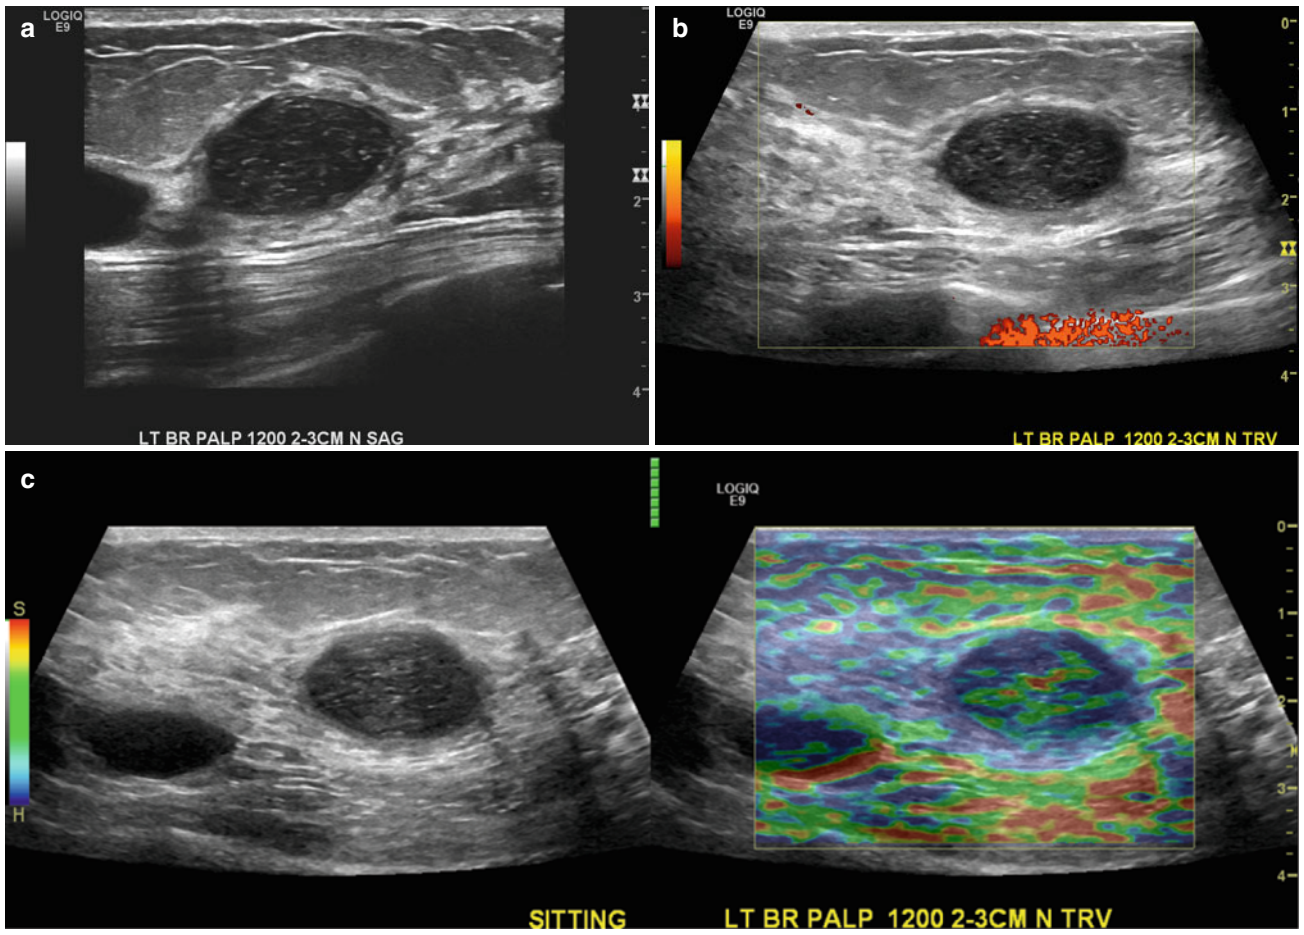 a
LOGIQ
E9
2
3
4
LT BR PALP 1200 2-3CM N SAG
b
LOGIQ
E9
0
1
2
3
4
LT BR PALP 1200 2-3CM N TRV
c
S
H
LOGIQ
E9
0
1
2
3
4
SITTING
LT BR PALP 1200 2-3CM N TRV